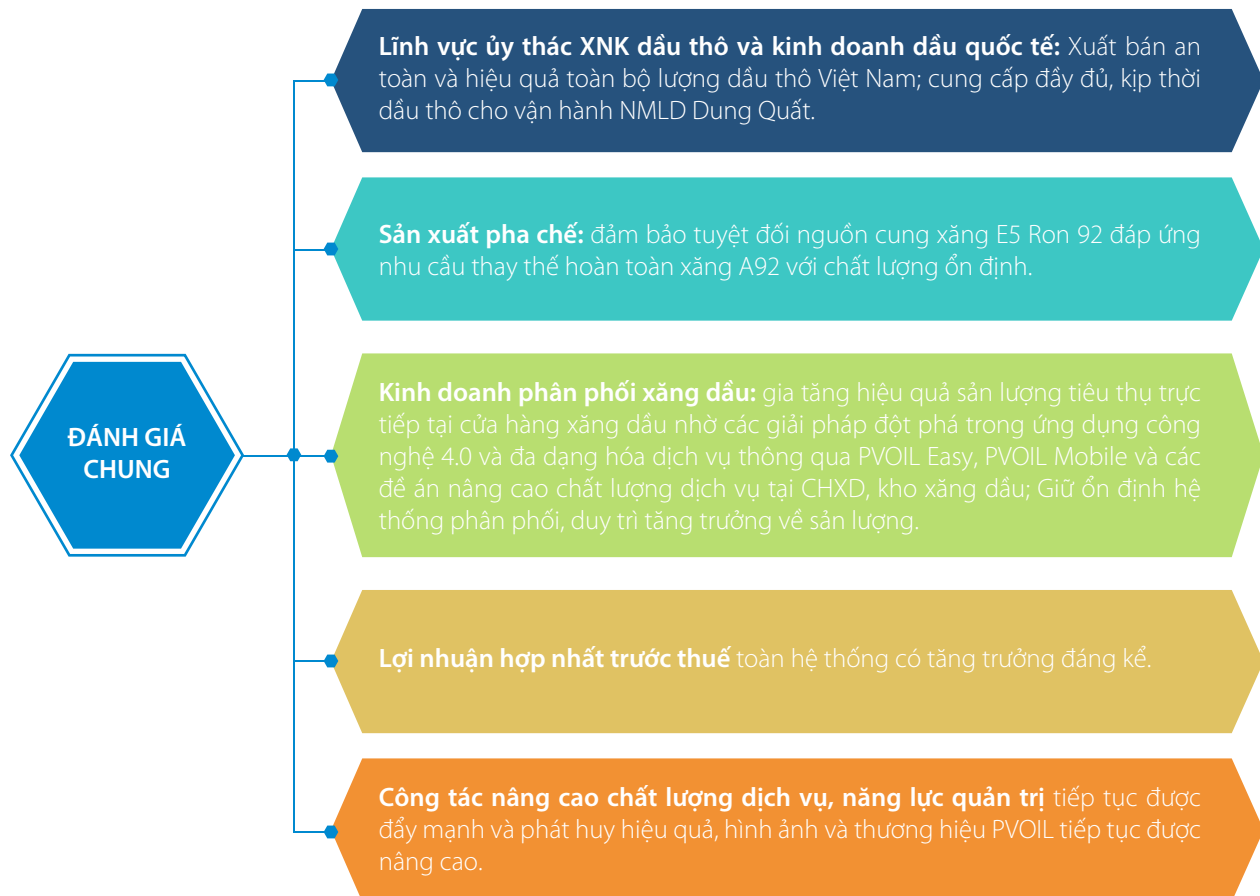 Lĩnh vực ủy thác XNK dầu thô và kinh doanh dầu quốc tế: Xuất bán an
toàn và hiệu quả toàn bộ lượng dầu thô Việt Nam; cung cấp đầy đủ, kịp thời
dầu thô cho vận hành NMLD Dung Quất.
Sản xuất pha chế: đảm bảo tuyệt đối nguồn cung xăng E5 Ron 92 đáp ứng
nhu cầu thay thế hoàn toàn xăng A92 với chất lượng ổn định.
ĐÁNH GIÁ
CHUNG
Kinh doanh phân phối xăng dầu: gia tăng hiệu quả sản lượng tiêu thụ trực
tiếp tại cửa hàng xăng dầu nhờ các giải pháp đột phá trong ứng dụng công
nghệ 4.0 và đa dạng hóa dịch vụ thông qua PVOIL Easy, PVOIL Mobile và các
đề án nâng cao chất lượng dịch vụ tại CHXD, kho xăng dầu; Giữ ổn định hệ
thống phân phối, duy trì tăng trưởng về sản lượng.
Lợi nhuận hợp nhất trước thuế toàn hệ thống có tăng trưởng đáng kể.
Công tác nâng cao chất lượng dịch vụ, năng lực quản trị tiếp tục được
đẩy mạnh và phát huy hiệu quả, hình ảnh và thương hiệu PVOIL tiếp tục được
nâng cao.